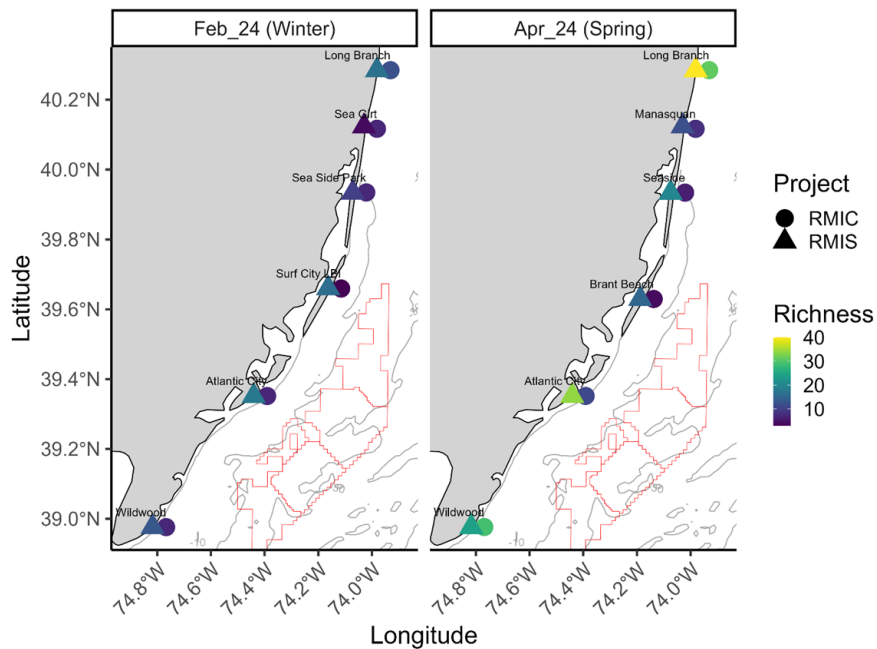 Feb_24 (Winter)
Apr_24 (Spring)
Long Branch
Sea Girt
Sea Side Park
Surf City LBI
Atlantic City
Wildwood
-10
Long Branch
Manasquan
Seaside
Brant Beach
Atlantic City
Wildwood
-10
40.2°N
40.0°N
39.8°N
39.6°N
39.4°N
39.2°N
39.0°N
Latitude
74.8°W
74.6°W
74.4°W
74.2°W
74.0°W
74.8°W
74.6°W
74.4°W
74.2°W
74.0°W
Longitude
Project
RMIC
RMIS
Richness
40
30
20
10